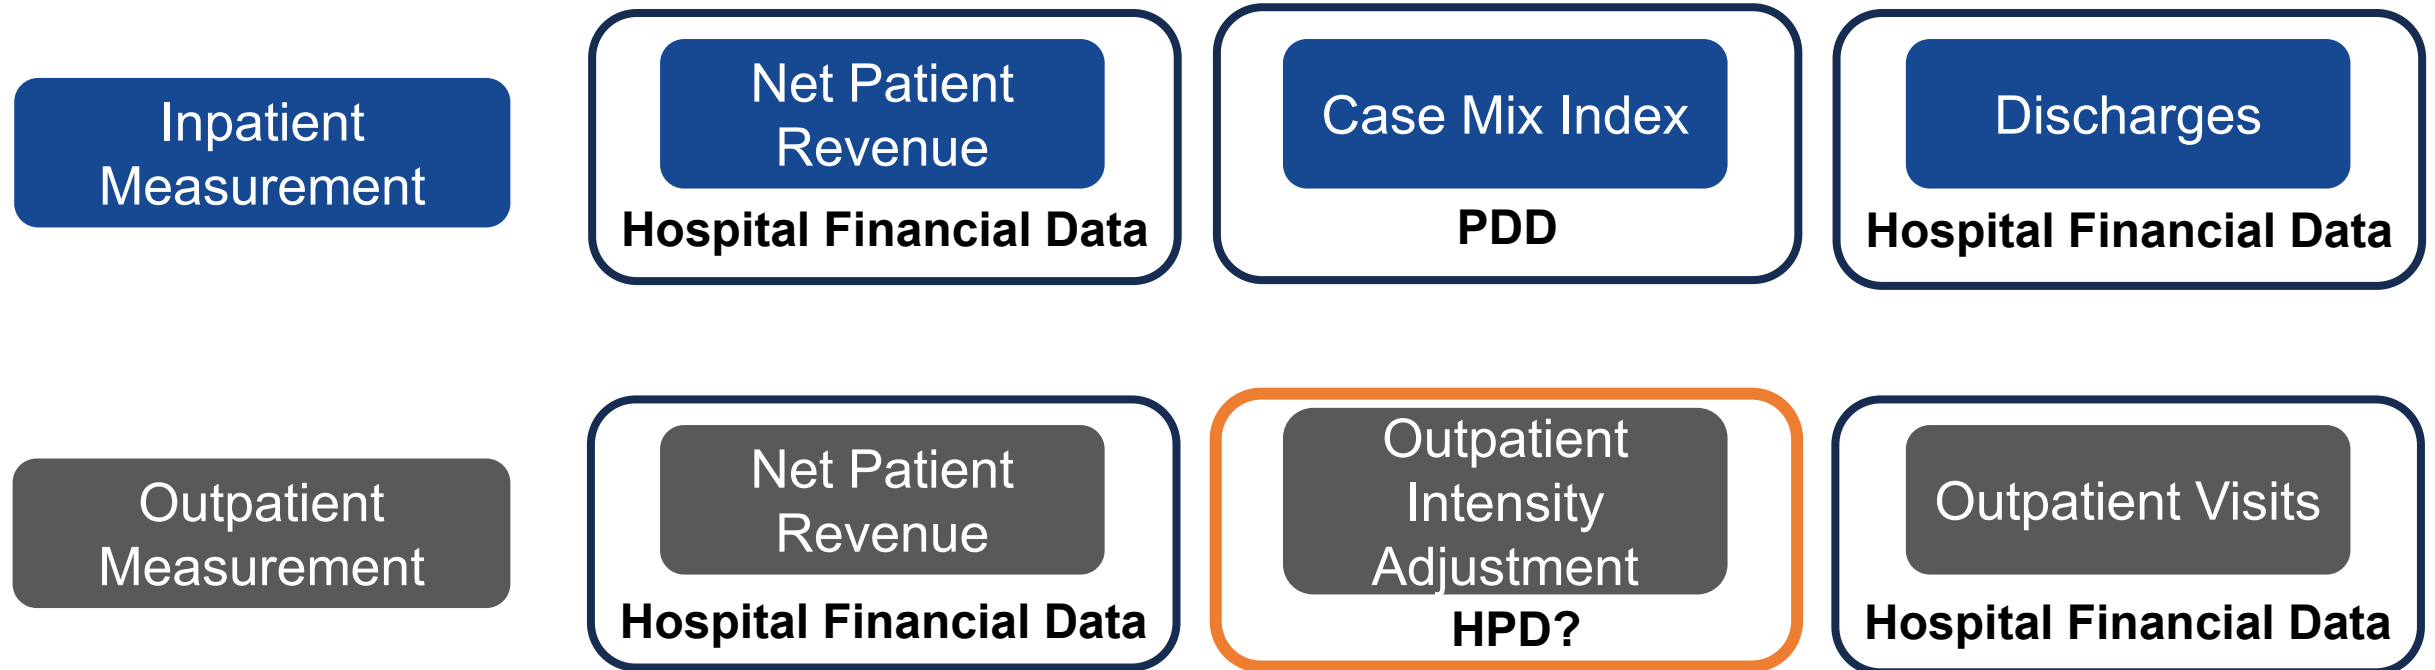 Inpatient
Measurement
Net Patient
Revenue
Hospital Financial Data
Case Mix Index
PDD
Discharges
Hospital Financial Data
Outpatient
Measurement
Net Patient
Revenue
Hospital Financial Data
Outpatient
Intensity
Adjustment
HPD?
Outpatient Visits
Hospital Financial Data